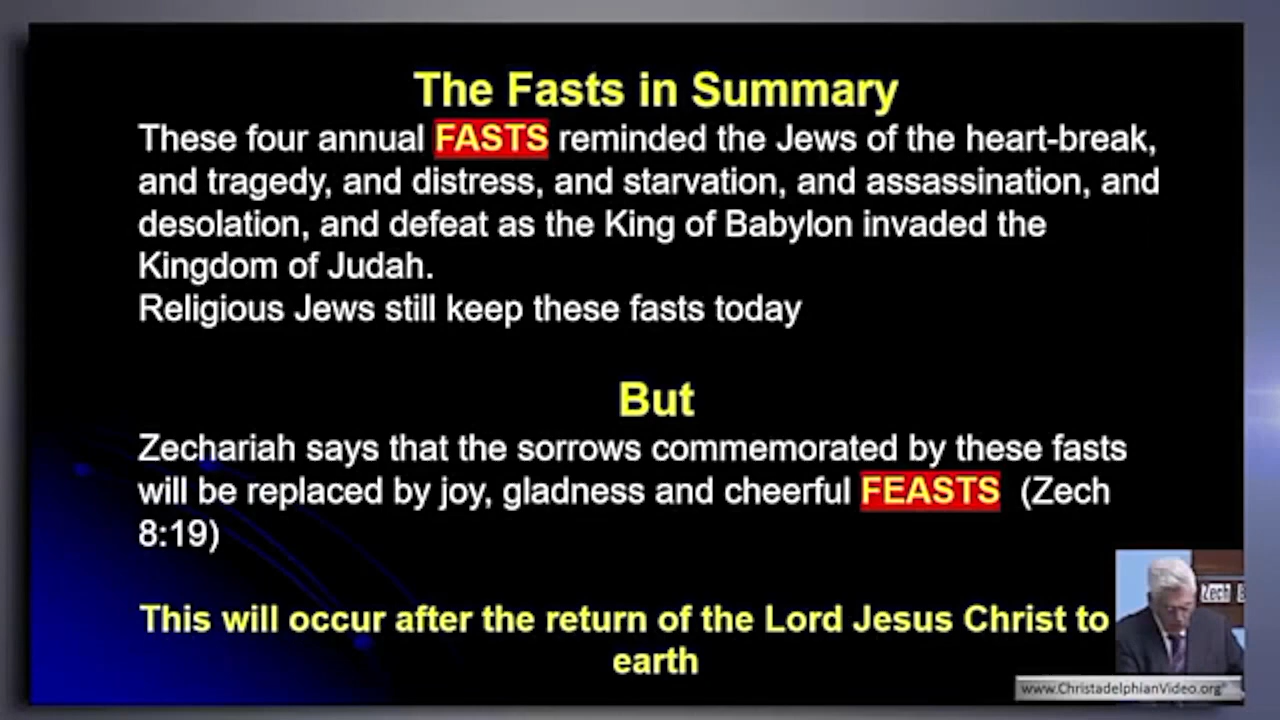 The Fasts in Summary
These four annual FASTS reminded the Jews of the heart-break,
and tragedy, and distress, and starvation, and assassination, and
desolation, and defeat as the King of Babylon invaded the
Kingdom of Judah.
Religious Jews still keep these fasts today
But
Zechariah says that the sorrows commemorated by these fasts
will be replaced by joy, gladness and cheerful FEASTS (Zech
8:19)
This will occur after the return of the Lord Jesus Christ to
earth
Zech 8
www.ChristadelphianVideo.org